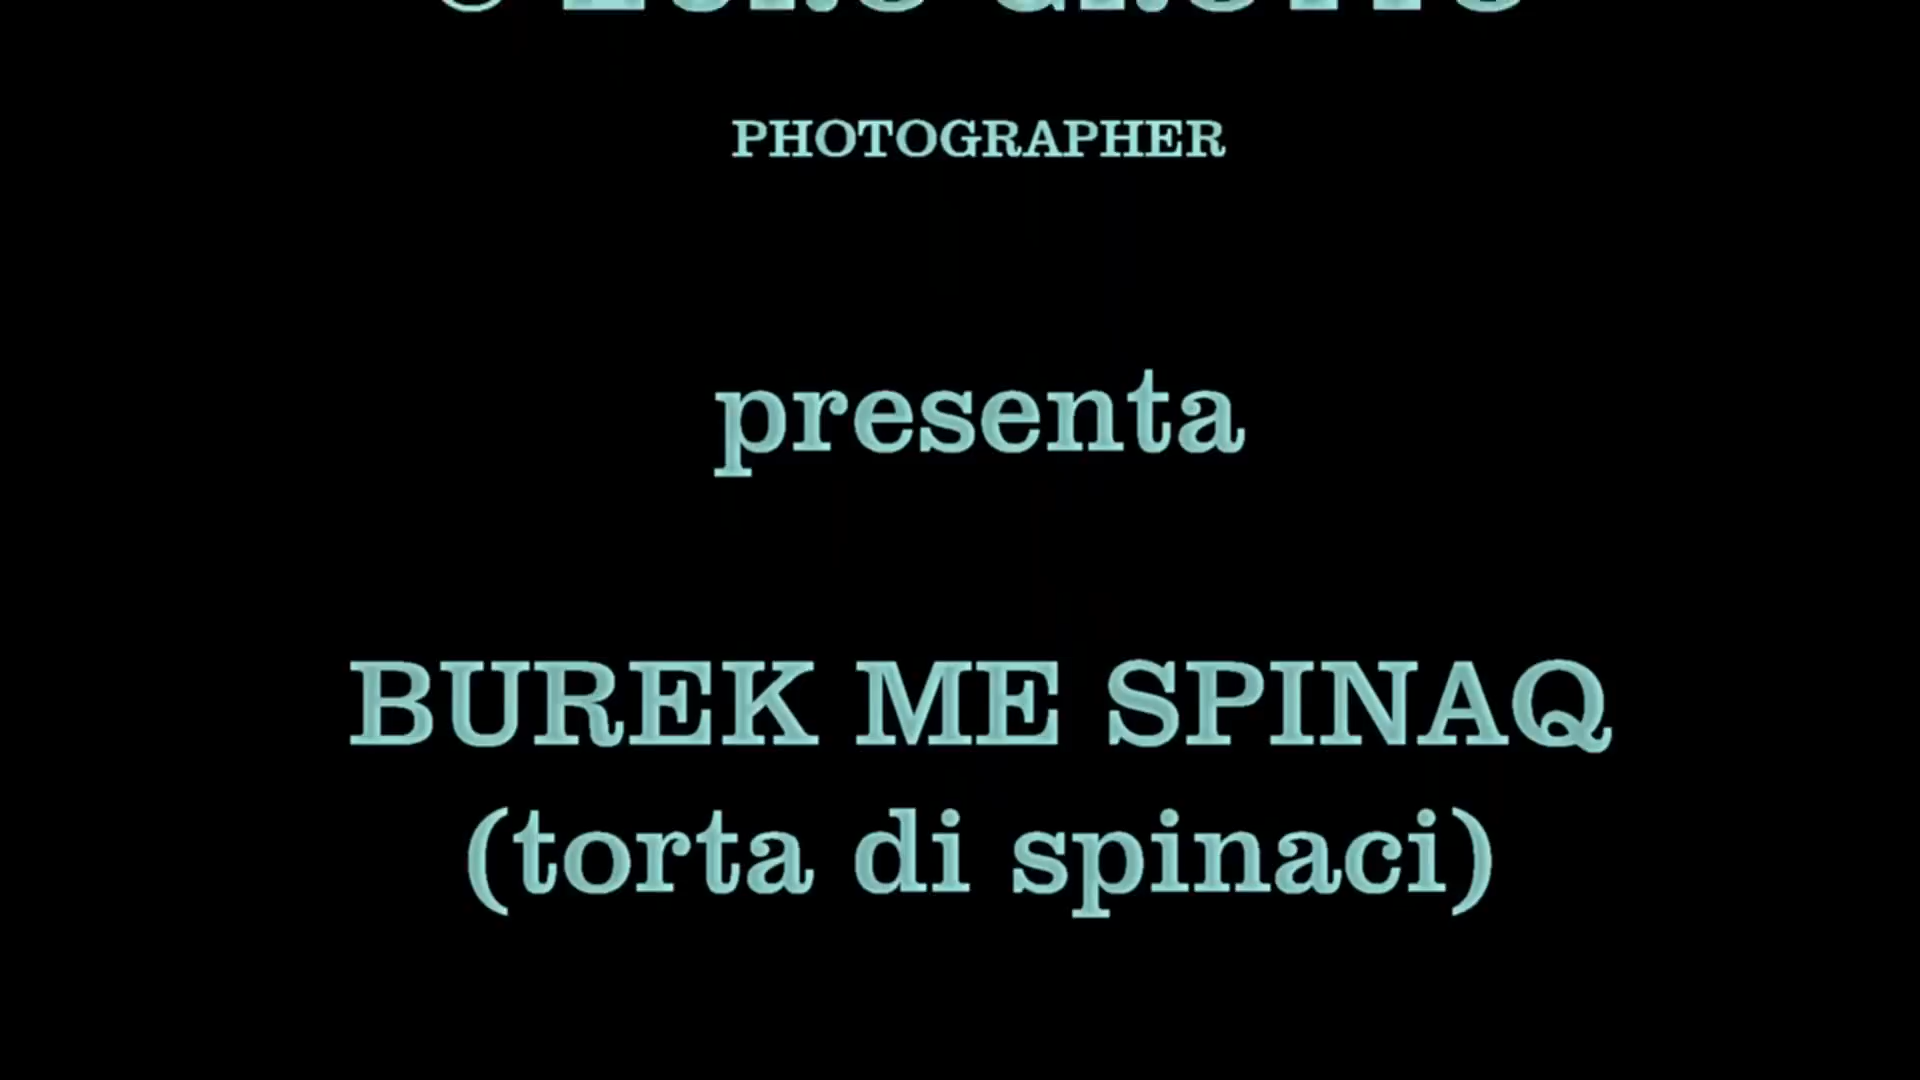 PHOTOGRAPHER
presenta
BUREK ME SPINAQ
(torta di spinaci)